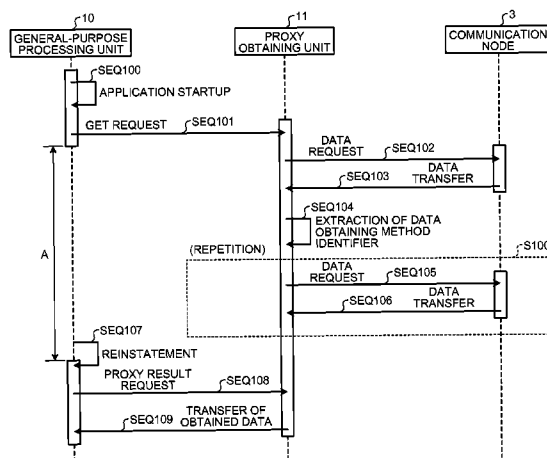 10
GENERAL-PURPOSE
PROCESSING UNIT
11
PROXY
OBTAINING UNIT
3
COMMUNICATION
NODE
SEQ100
APPLICATION STARTUP
GET REQUEST
SEQ101
DATA
REQUEST
SEQ102
SEQ103
DATA
TRANSFER
SEQ104
EXTRACTION OF DATA
OBTAINING METHOD
IDENTIFIER
A
(REPETITION)
S100
DATA
REQUEST
SEQ105
SEQ106
DATA
TRANSFER
SEQ107
REINSTATEMENT
PROXY RESULT
REQUEST
SEQ108
SEQ109
TRANSFER OF
OBTAINED DATA